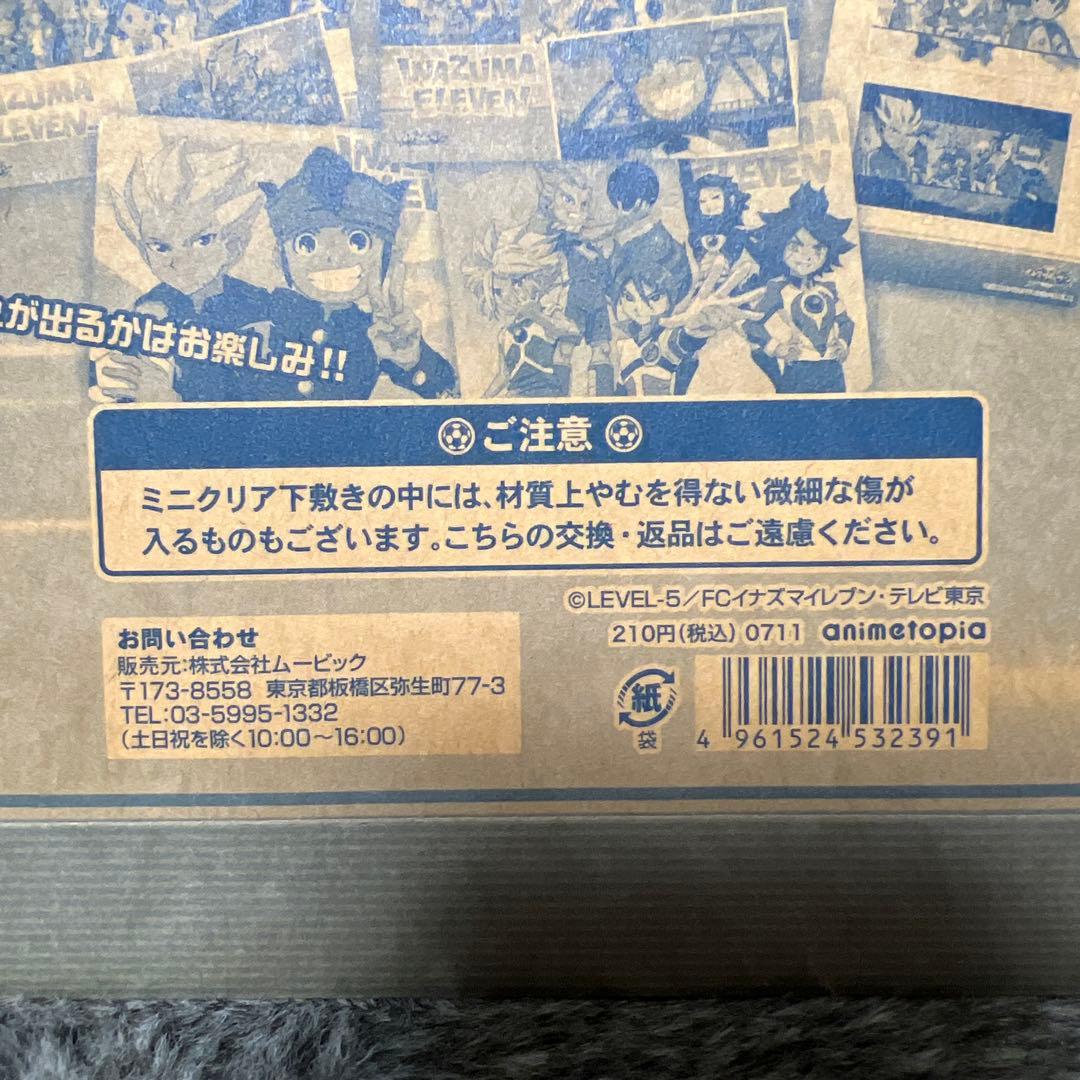 INAZUMA
ELEVEN
INAZUMA
ELEVEN
ELEVEN
が出るかはお楽しみ!!
ご注意
ミニクリア下敷きの中には、材質上やむを得ない微細な傷が
入るものもございます。こちらの交換・返品はご遠慮ください。
©LEVEL-5/FCイナズマイレブン・テレビ東京
210円(税込) 0711 animetopia
お問い合わせ
販売元:株式会社ムービック
〒173-8558 東京都板橋区弥生町77-3
TEL:03-5995-1332
(土日祝を除く10:00〜16:00)
紙
袋
4 961524 532391